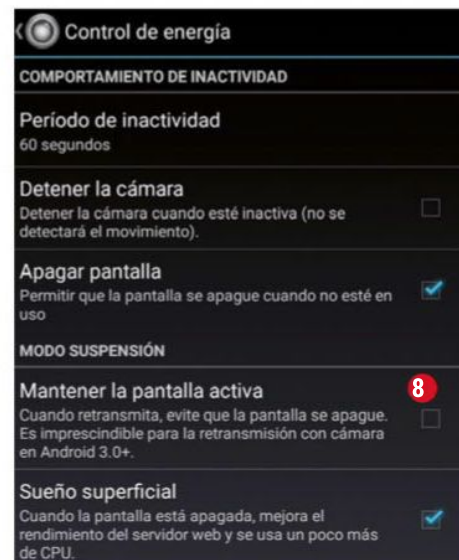 Control de energía
COMPORTAMIENTO DE INACTIVIDAD
Período de inactividad
60 segundos
Detener la cámara
Detener la cámara cuando esté inactiva (no se
detectará el movimiento).
Apagar pantalla
Permitir que la pantalla se apague cuando no esté en
uso
MODO SUSPENSIÓN
Mantener la pantalla activa
8
Cuando retransmita, evite que la pantalla se apague.
Es imprescindible para la retransmisión con cámara
en Android 3.0+.
Sueño superficial
Cuando la pantalla está apagada, mejora el
rendimiento del servidor web y se usa un poco más
de CPU.